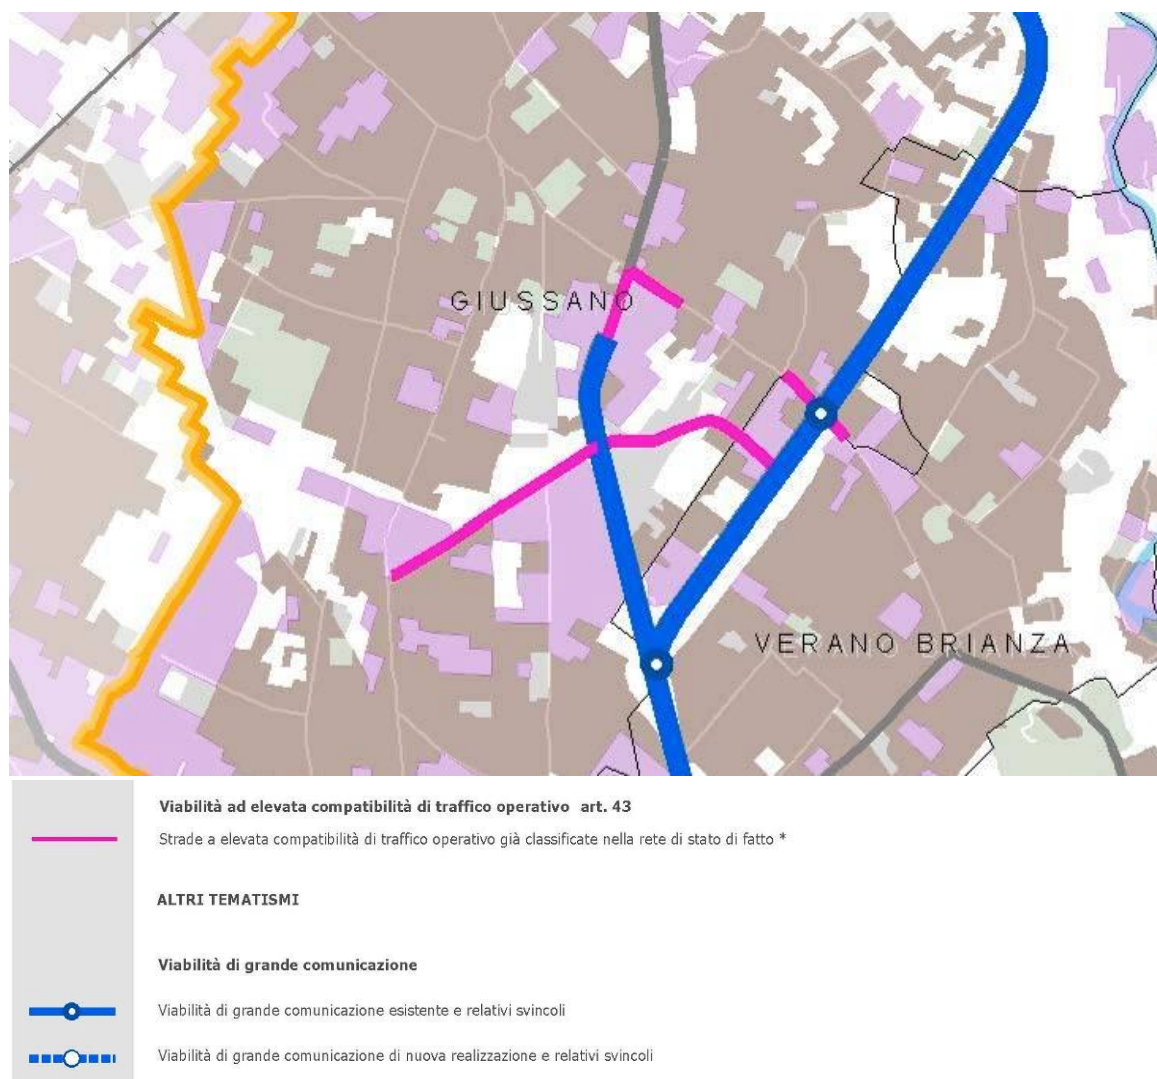 GIUSSANO
VERANO BRIANZA
Viabilità ad elevata compatibilità di traffico operativo art. 43
Strade a elevata compatibilità di traffico operativo già classificate nella rete di stato di fatto *
ALTRI TEMATISMI
Viabilità di grande comunicazione
Viabilità di grande comunicazione esistente e relativi svincoli
Viabilità di grande comunicazione di nuova realizzazione e relativi svincoli